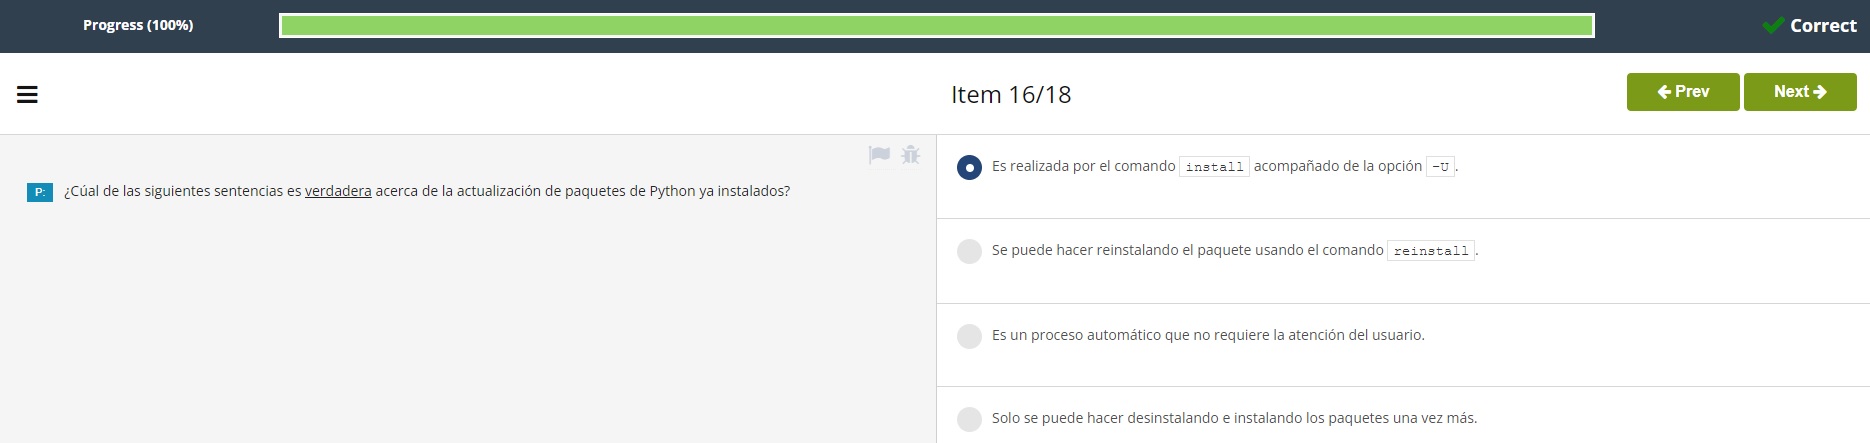 Progress (100%)
Correct
Item 16/18
Prev
Next
P: ¿Cúal de las siguientes sentencias es verdadera acerca de la actualización de paquetes de Python ya instalados?
Es realizada por el comando install acompañado de la opción -U.
Se puede hacer reinstalando el paquete usando el comando reinstall.
Es un proceso automático que no requiere la atención del usuario.
Solo se puede hacer desinstalando e instalando los paquetes una vez más.